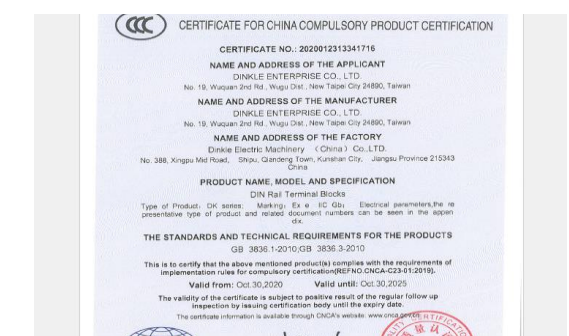 CCC
CERTIFICATE FOR CHINA COMPULSORY PRODUCT CERTIFICATION
CERTIFICATE NO.: 2020012313341716
NAME AND ADDRESS OF THE APPLICANT
DINKLE ENTERPRISE CO., LTD.
No. 19, Wuquan 2nd Rd., Wugu Dist., New Taipei City 24890, Taiwan
NAME AND ADDRESS OF THE MANUFACTURER
DINKLE ENTERPRISE CO., LTD.
No. 19, Wuquan 2nd Rd., Wugu Dist., New Taipei City 24890, Taiwan
NAME AND ADDRESS OF THE FACTORY
Dinkle Electric Machinery （China） Co.,LTD.
No. 388, Xingpu Mid Road, Shipu, Qiandeng Town, Kunshan City, Jiangsu Province 215343
China
PRODUCT NAME, MODEL AND SPECIFICATION
DIN Rail Terminal Blocks
Type of Product: DK series; Marking: Ex e IIC Gb; Electrical parameters,the re
presentative type of product and related document numbers can be seen in the appen
dix.
THE STANDARDS AND TECHNICAL REQUIREMENTS FOR THE PRODUCTS
GB 3836.1-2010;GB 3836.3-2010
This is to certify that the above mentioned product(s) complies with the requirements of
implementation rules for compulsory certification(REFNO.CNCA-C23-01:2019).
Valid from: Oct.30,2020 Valid until: Oct.30,2025
The validity of the certificate is subject to positive result of the regular follow up
inspection by issuing certification body until the expiry date.
The certificate information is available through CNCA's website: www.cnca.gov.cn
QUALITY CERTIFICATION
质量认